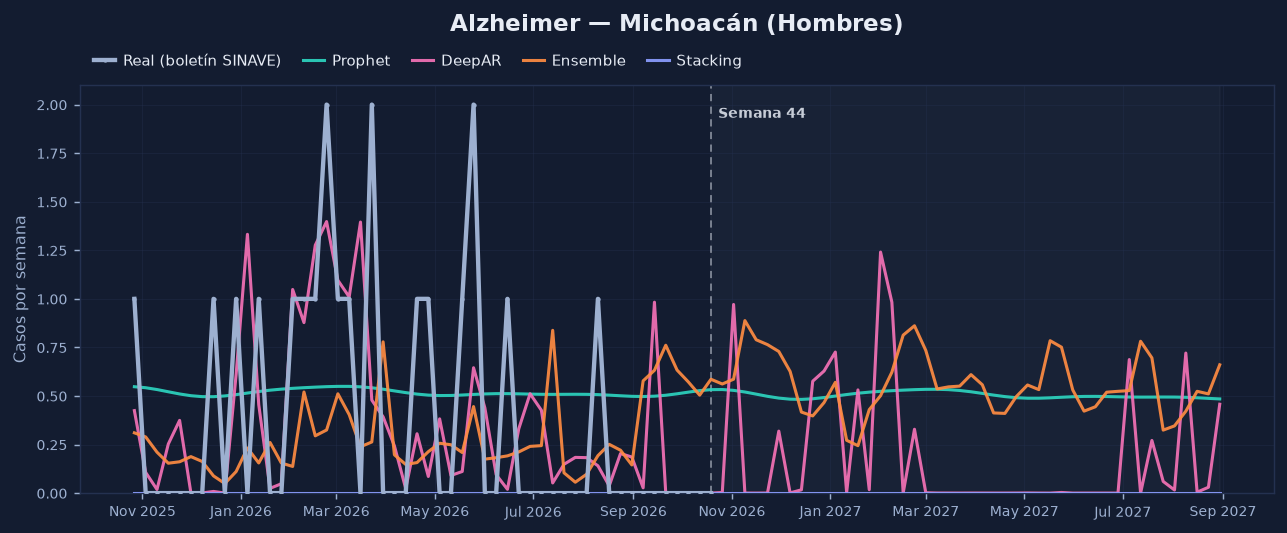 Alzheimer — Michoacán (Hombres)
Real (boletín SINAVE) Prophet DeepAR Ensemble Stacking
Semana 44
Casos por semana
2.00
1.75
1.50
1.25
1.00
0.75
0.50
0.25
0.00
Nov 2025 Jan 2026 Mar 2026 May 2026 Jul 2026 Sep 2026 Nov 2026 Jan 2027 Mar 2027 May 2027 Jul 2027 Sep 2027